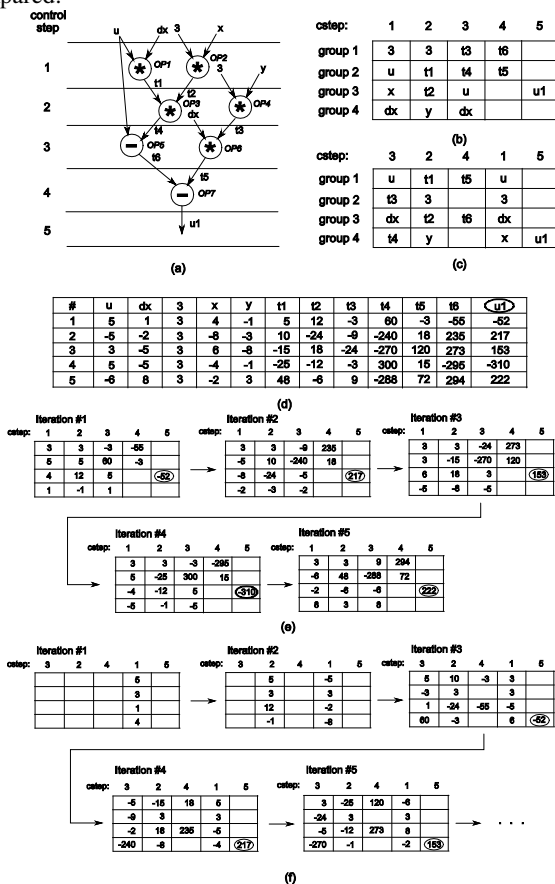 pared:
control
step
u dx 3 x
1 * OP1 * OP2 3 y
t1 t2
2 * OP3 * OP4
dx
t4 t3
3 − OP5 * OP6
t6 t5
4 − OP7
u1
5
(a)
cstep: 1 2 3 4 5
group 1 3 3 t3 t6
group 2 u t1 t4 t5
group 3 x t2 u u1
group 4 dx y dx
(b)
cstep: 3 2 4 1 5
group 1 u t1 t5 u
group 2 t3 3 3
group 3 dx t2 t6 dx
group 4 t4 y x u1
(c)
# u dx 3 x y t1 t2 t3 t4 t5 t6 u1
1 5 1 3 4 -1 5 12 -3 60 -3 -55 -52
2 -5 -2 3 -8 -3 10 -24 -9 -240 18 235 217
3 3 -5 3 6 -8 -15 18 -24 -270 120 273 153
4 5 -5 3 -4 -1 -25 -12 -3 300 15 -295 -310
5 -6 8 3 -2 3 48 -6 9 -288 72 294 222
(d)
Iteration #1
cstep: 1 2 3 4 5
3 3 -3 -55
5 5 60 -3
4 12 5 -52
1 -1 1
Iteration #2
cstep: 1 2 3 4 5
3 3 -9 235
-5 10 -240 18
-8 -24 -5 217
-2 -3 -2
Iteration #3
cstep: 1 2 3 4 5
3 3 -24 273
3 -15 -270 120
6 18 3 153
-5 -8 -5
Iteration #4
cstep: 1 2 3 4 5
3 3 -3 -295
5 -25 300 15
-4 -12 5 -310
-5 -1 -5
Iteration #5
cstep: 1 2 3 4 5
3 3 9 294
-6 48 -288 72
-2 -6 -6 222
8 3 8
(e)
Iteration #1
cstep: 3 2 4 1 5
5
3
1
4
Iteration #2
cstep: 3 2 4 1 5
5 -5
3 3
12 -2
-1 -8
Iteration #3
cstep: 3 2 4 1 5
5 10 -3 3
-3 3 3
1 -24 -55 -5
60 -3 6 -52
Iteration #4
cstep: 3 2 4 1 5
-5 -15 18 5
-9 3 3
-2 18 235 -5
-240 -8 -4 217
Iteration #5
cstep: 3 2 4 1 5
3 -25 120 -6
-24 3 3
-5 -12 273 8
-270 -1 -2 153
. . .
(f)